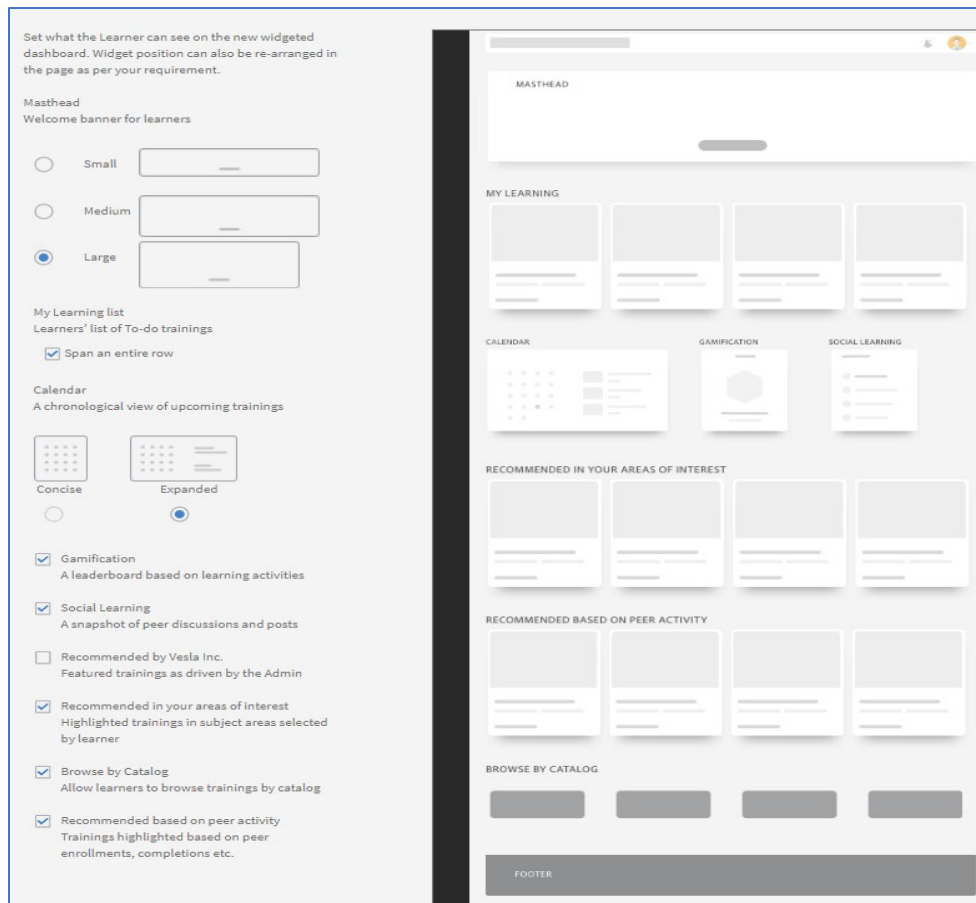 Set what the Learner can see on the new widgeted
dashboard. Widget position can also be re-arranged in
the page as per your requirement.
Masthead
Welcome banner for learners
Small
Medium
Large
My Learning list
Learners' list of To-do trainings
Span an entire row
Calendar
A chronological view of upcoming trainings
Concise
Expanded
Gamification
A leaderboard based on learning activities
Social Learning
A snapshot of peer discussions and posts
Recommended by Vesla Inc.
Featured trainings as driven by the Admin
Recommended in your areas of interest
Highlighted trainings in subject areas selected
by learner
Browse by Catalog
Allow learners to browse trainings by catalog
Recommended based on peer activity
Trainings highlighted based on peer
enrollments, completions etc.
MASTHEAD
MY LEARNING
CALENDAR
GAMIFICATION
SOCIAL LEARNING
RECOMMENDED IN YOUR AREAS OF INTEREST
RECOMMENDED BASED ON PEER ACTIVITY
BROWSE BY CATALOG
FOOTER